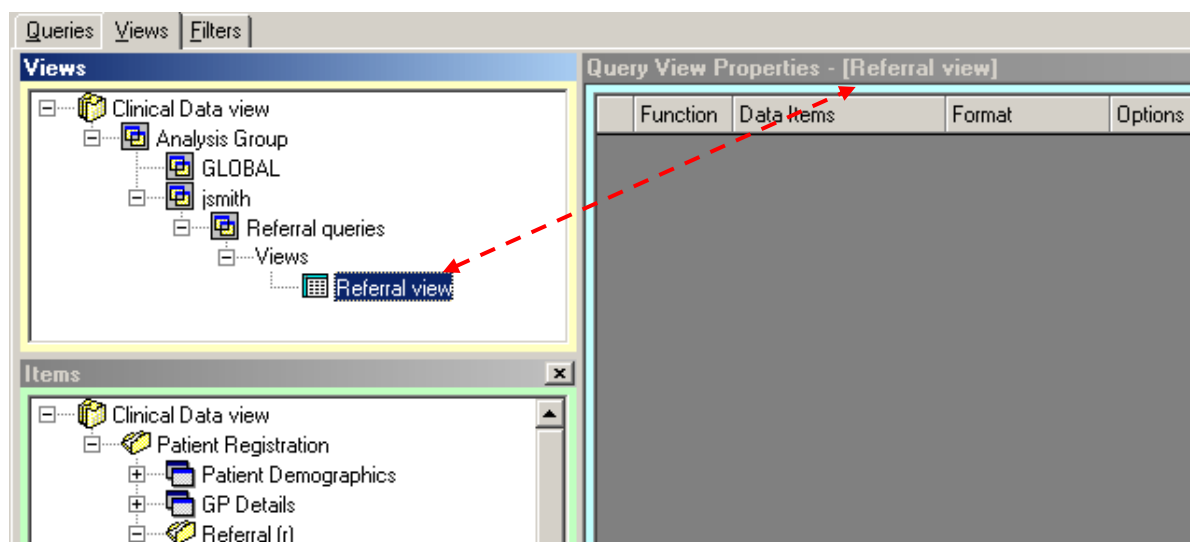 Queries Views Filters
Views
Clinical Data view
Analysis Group
GLOBAL
jsmith
Referral queries
Views
Referral view
Items
Clinical Data view
Patient Registration
Patient Demographics
GP Details
Referral (r)
Query View Properties - [Referral view]
Function Data Items Format Options